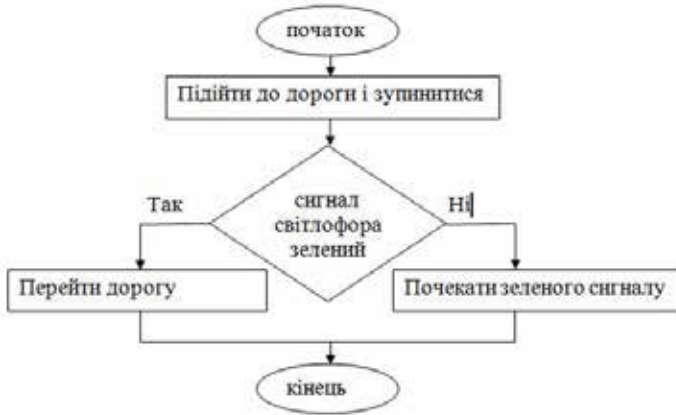 початок
Підійти до дороги і зупинитися
Так
сигнал
світлофора
зелений
Ні
Перейти дорогу
Почекати зеленого сигналу
кінець